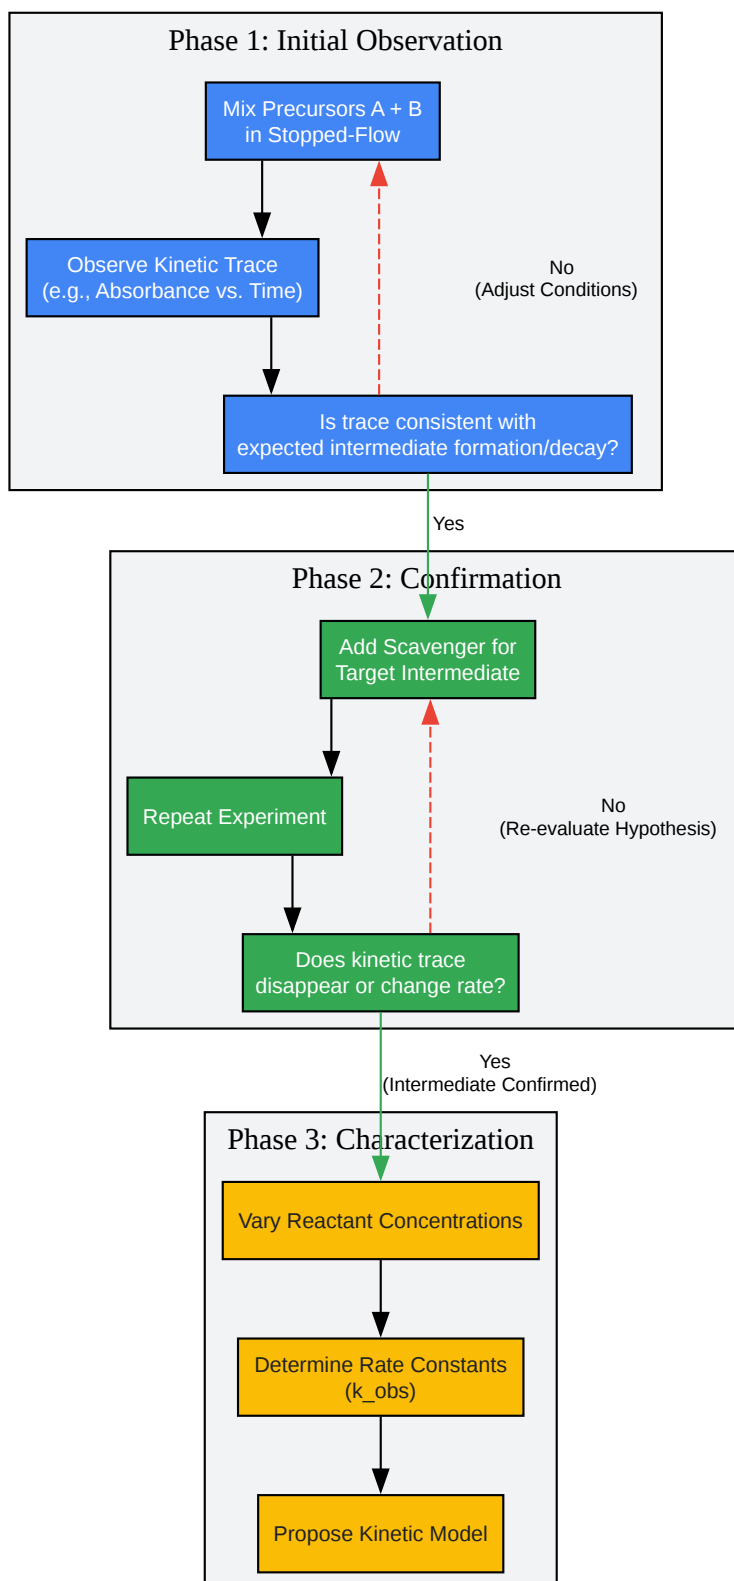 Phase 1: Initial Observation
Mix Precursors A + B
in Stopped-Flow
Observe Kinetic Trace
(e.g., Absorbance vs. Time)
No
(Adjust Conditions)
Is trace consistent with
expected intermediate formation/decay?
Yes
Phase 2: Confirmation
Add Scavenger for
Target Intermediate
Repeat Experiment
No
(Re-evaluate Hypothesis)
Does kinetic trace
disappear or change rate?
Yes
(Intermediate Confirmed)
Phase 3: Characterization
Vary Reactant Concentrations
Determine Rate Constants
(k_obs)
Propose Kinetic Model